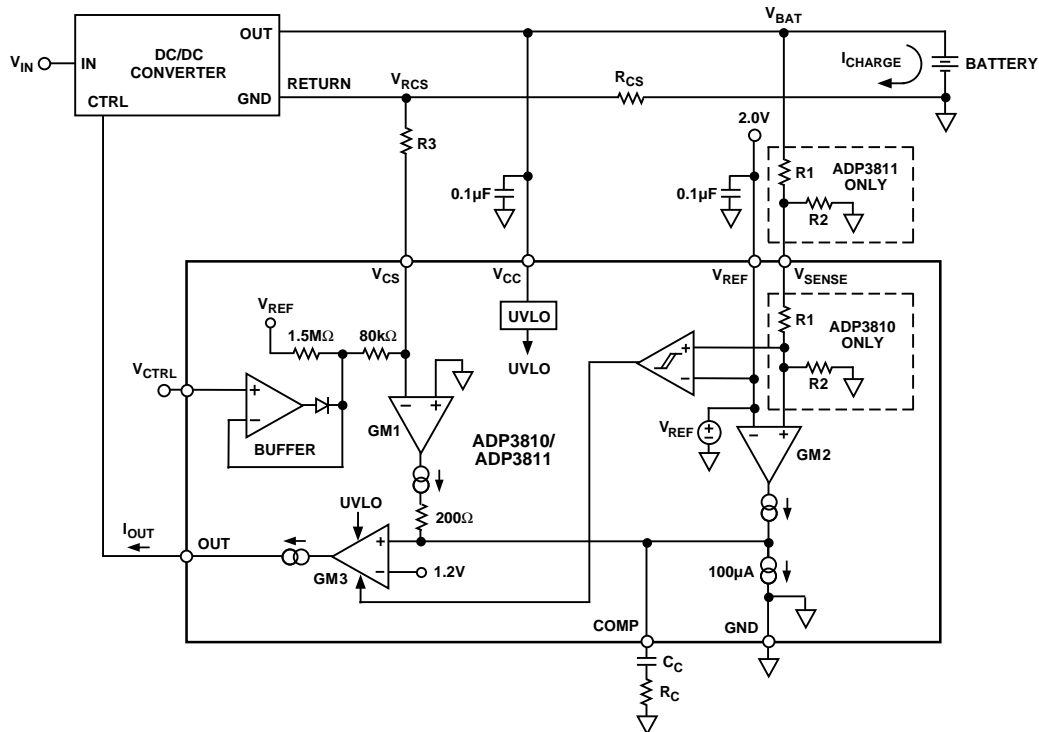 OUT
V_BAT
V_IN
IN
DC/DC
CONVERTER
I_CHARGE
BATTERY
RETURN
V_RCS
R_CS
CTRL
GND
2.0V
R3
R1
ADP3811
ONLY
0.1µF
0.1µF
R2
V_CS
V_CC
V_REF
V_SENSE
V_REF
UVLO
R1
ADP3810
ONLY
1.5MΩ
80kΩ
UVLO
+
R2
V_CTRL
+
−
−
+
−
V_REF
−
+
BUFFER
GM1
ADP3810/
ADP3811
GM2
UVLO
200Ω
I_OUT
OUT
+
GM3
−
1.2V
100µA
COMP
GND
C_C
R_C